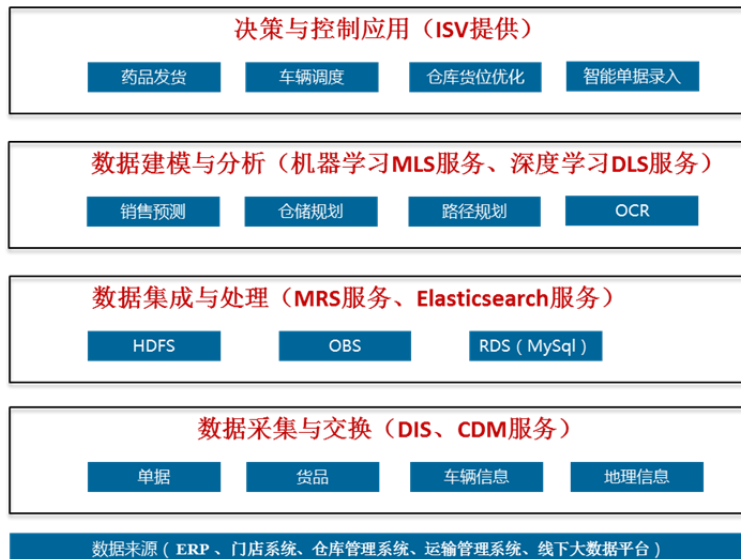 决策与控制应用（ISV提供）
药品发货 车辆调度 仓库货位优化 智能单据录入
数据建模与分析（机器学习MLS服务、深度学习DLS服务）
销售预测 仓储规划 路径规划 OCR
数据集成与处理（MRS服务、Elasticsearch服务）
HDFS OBS RDS（MySql）
数据采集与交换（DIS、CDM服务）
单据 货品 车辆信息 地理信息
数据来源（ERP 、门店系统、仓库管理系统、运输管理系统、线下大数据平台）